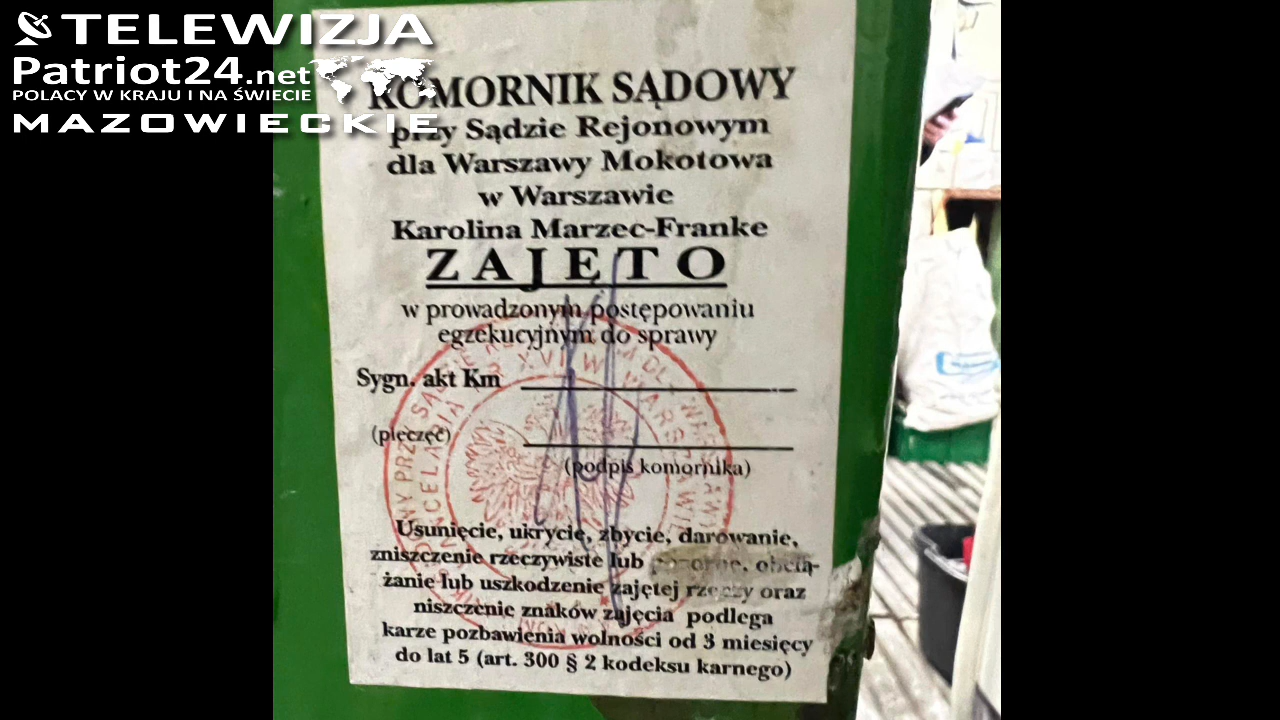 TELEWIZJA
Patriot24.net
POLACY W KRAJU I NA ŚWIECIE
MAZOWIECKIE
KOMORNIK SĄDOWY
przy Sądzie Rejonowym
dla Warszawy Mokotowa
w Warszawie
Karolina Marzec-Franke
ZAJĘTO
w prowadzonym postępowaniu
egzekucyjnym do sprawy
Sygn. akt Km
(pieczęć)
(podpis komornika)
Usunięcie, ukrycie, zbycie, darowanie,
zniszczenie rzeczywiste lub pozorne, obcią-
żanie lub uszkodzenie zajętej rzeczy oraz
niszczenie znaków zajęcia podlega
karze pozbawienia wolności od 3 miesięcy
do lat 5 (art. 300 § 2 kodeksu karnego)